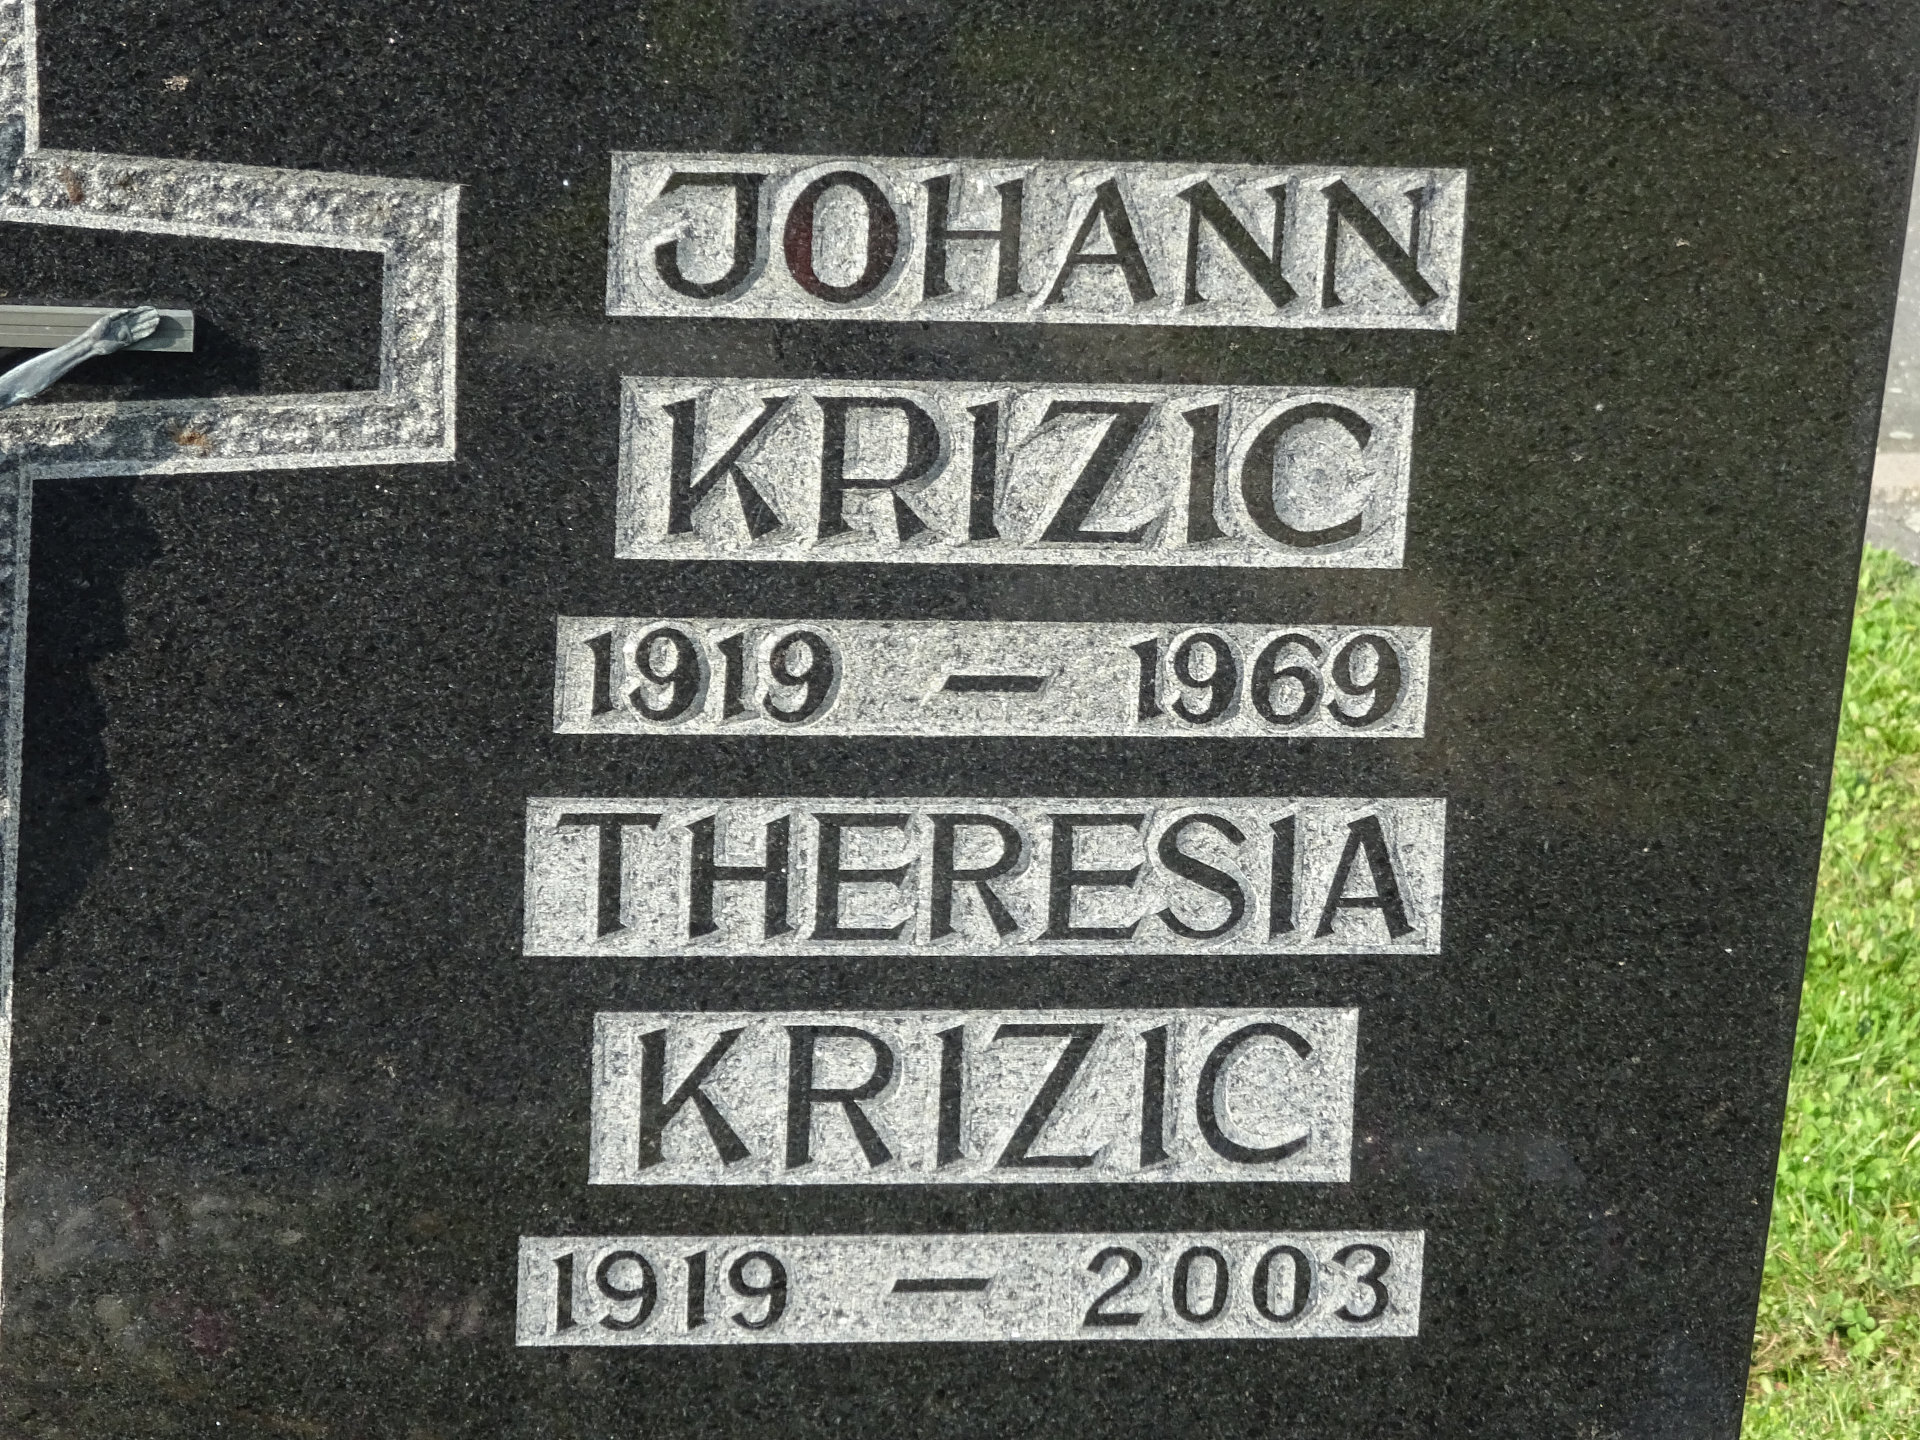 JOHANN
KRIZIC
1919 – 1969
THERESIA
KRIZIC
1919 – 2003